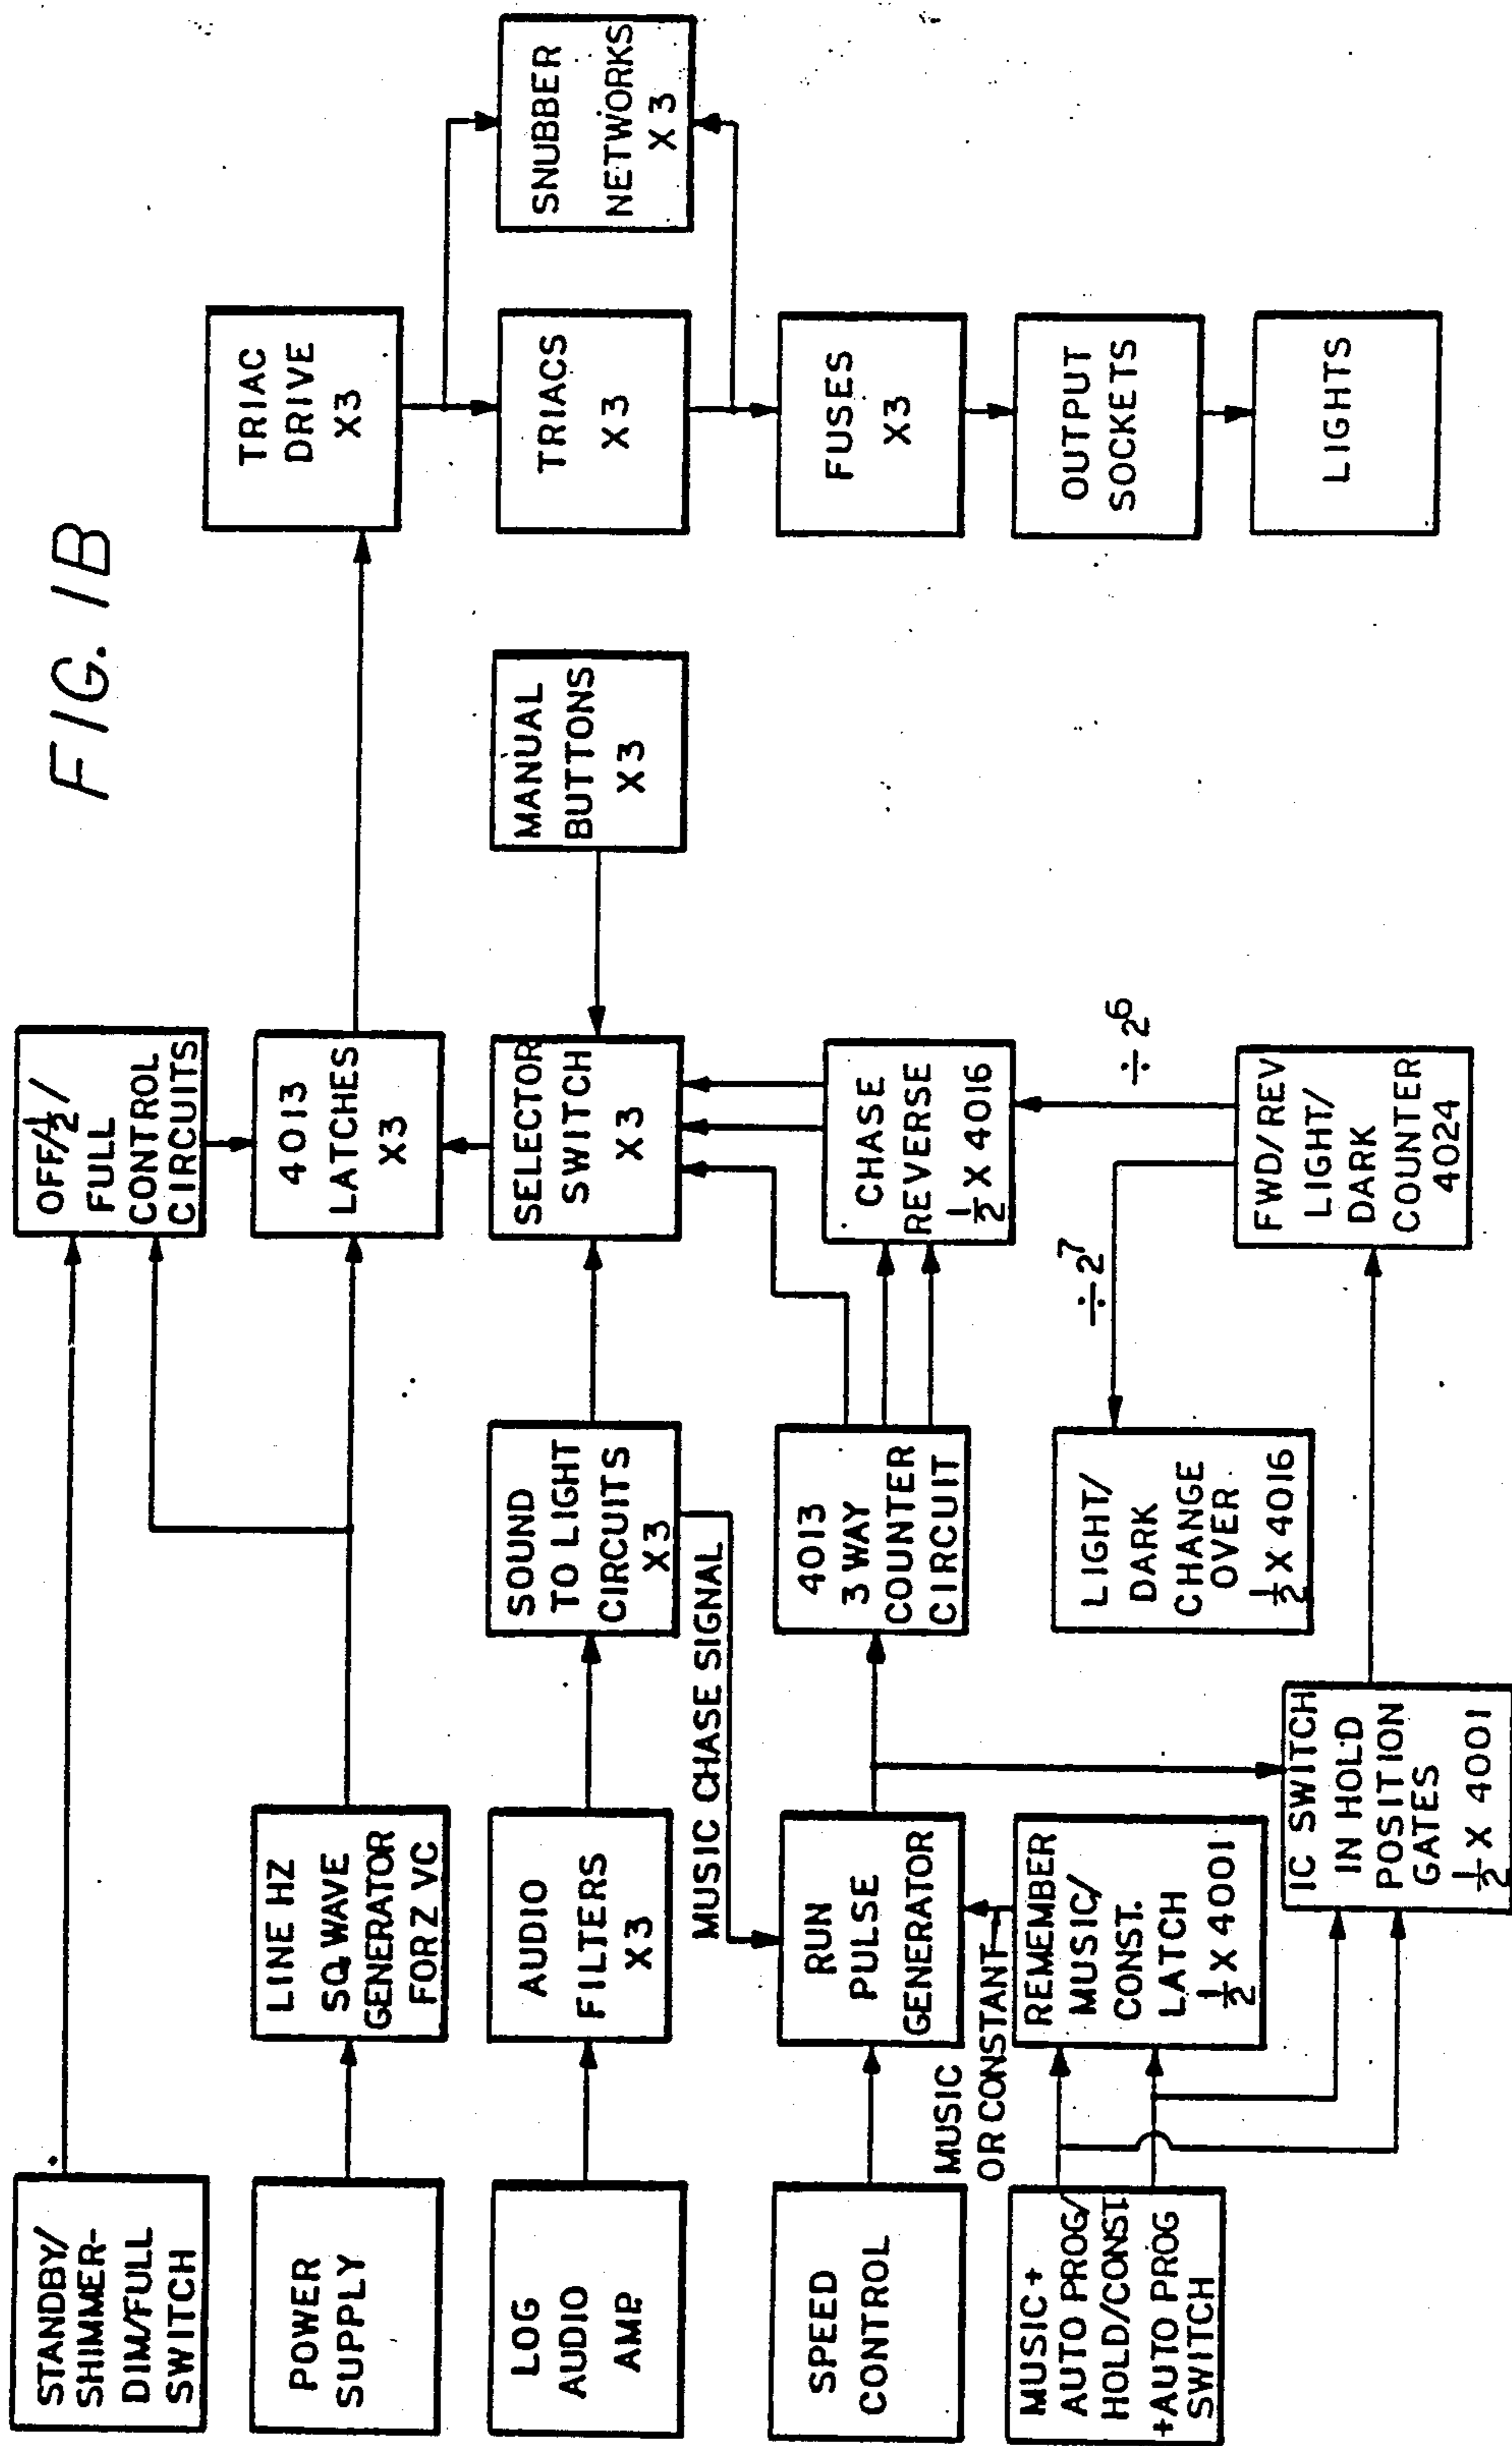 FIG. 1B
STANDBY/
SHIMMER-
DIM/FULL
SWITCH
OFF/½/
FULL
CONTROL
CIRCUITS
POWER
SUPPLY
LINE HZ
SQ WAVE
GENERATOR
FOR Z VC
4013
LATCHES
X3
TRIAC
DRIVE
X3
LOG
AUDIO
AMP.
AUDIO
FILTERS
X3
SOUND
TO LIGHT
CIRCUITS
X3
SELECTOR
SWITCH
X3
MANUAL
BUTTONS
X3
TRIACS
X3
SNUBBER
NETWORKS
X3
MUSIC CHASE SIGNAL
SPEED
CONTROL
RUN
PULSE
GENERATOR
4013
3 WAY
COUNTER
CIRCUIT
CHASE
REVERSE
½ X 4016
FUSES
X3
MUSIC
OR CONSTANT
MUSIC+
AUTO PROG/
HOLD/CONST.
+AUTO PROG
SWITCH
REMEMBER
MUSIC/
CONST.
LATCH
½ X 4001
LIGHT/
DARK
CHANGE
OVER.
½ X 4016
÷2⁷
÷2⁶
OUTPUT
SOCKETS
IC SWITCH
IN HOLD
POSITION
GATES
½ X 4001
FWD/REV
LIGHT/
DARK
COUNTER
4024
LIGHTS